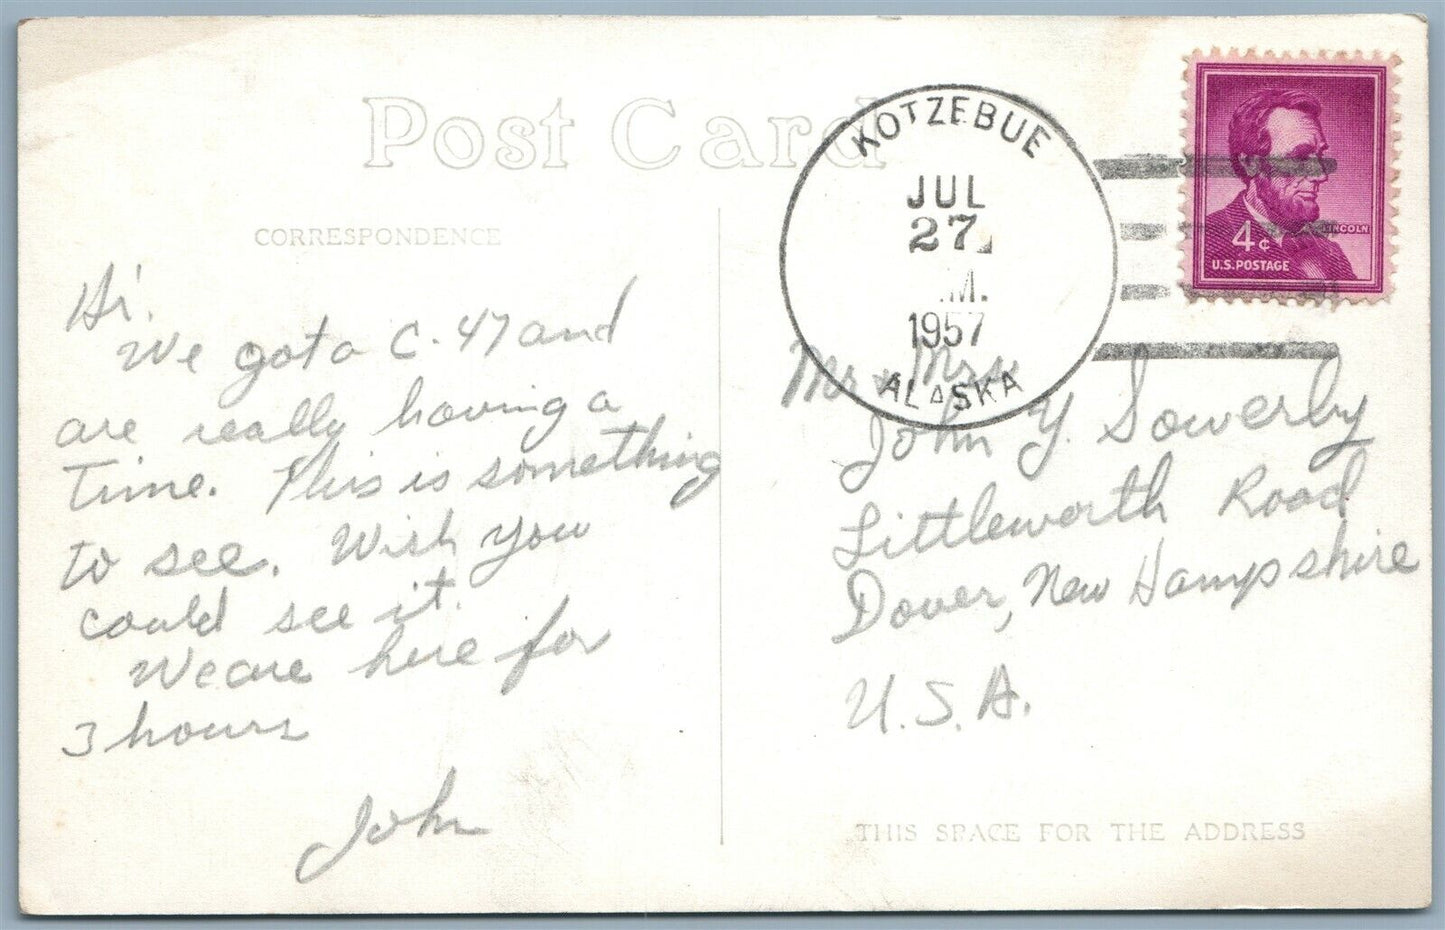 Post Card
CORRESPONDENCE
Hi.
We got a C-47 and
are really having a
time. This is something
to see. Wish you
could see it.
We are here for
3 hours
John
KOTZEBUE
JUL
27
.M.
1957
ALASKA
4¢
LINCOLN
U.S. POSTAGE
Mr & Mrs
John Y. Sowerby
Littleworth Road
Dover, New Hampshire
U.S.A.
THIS SPACE FOR THE ADDRESS